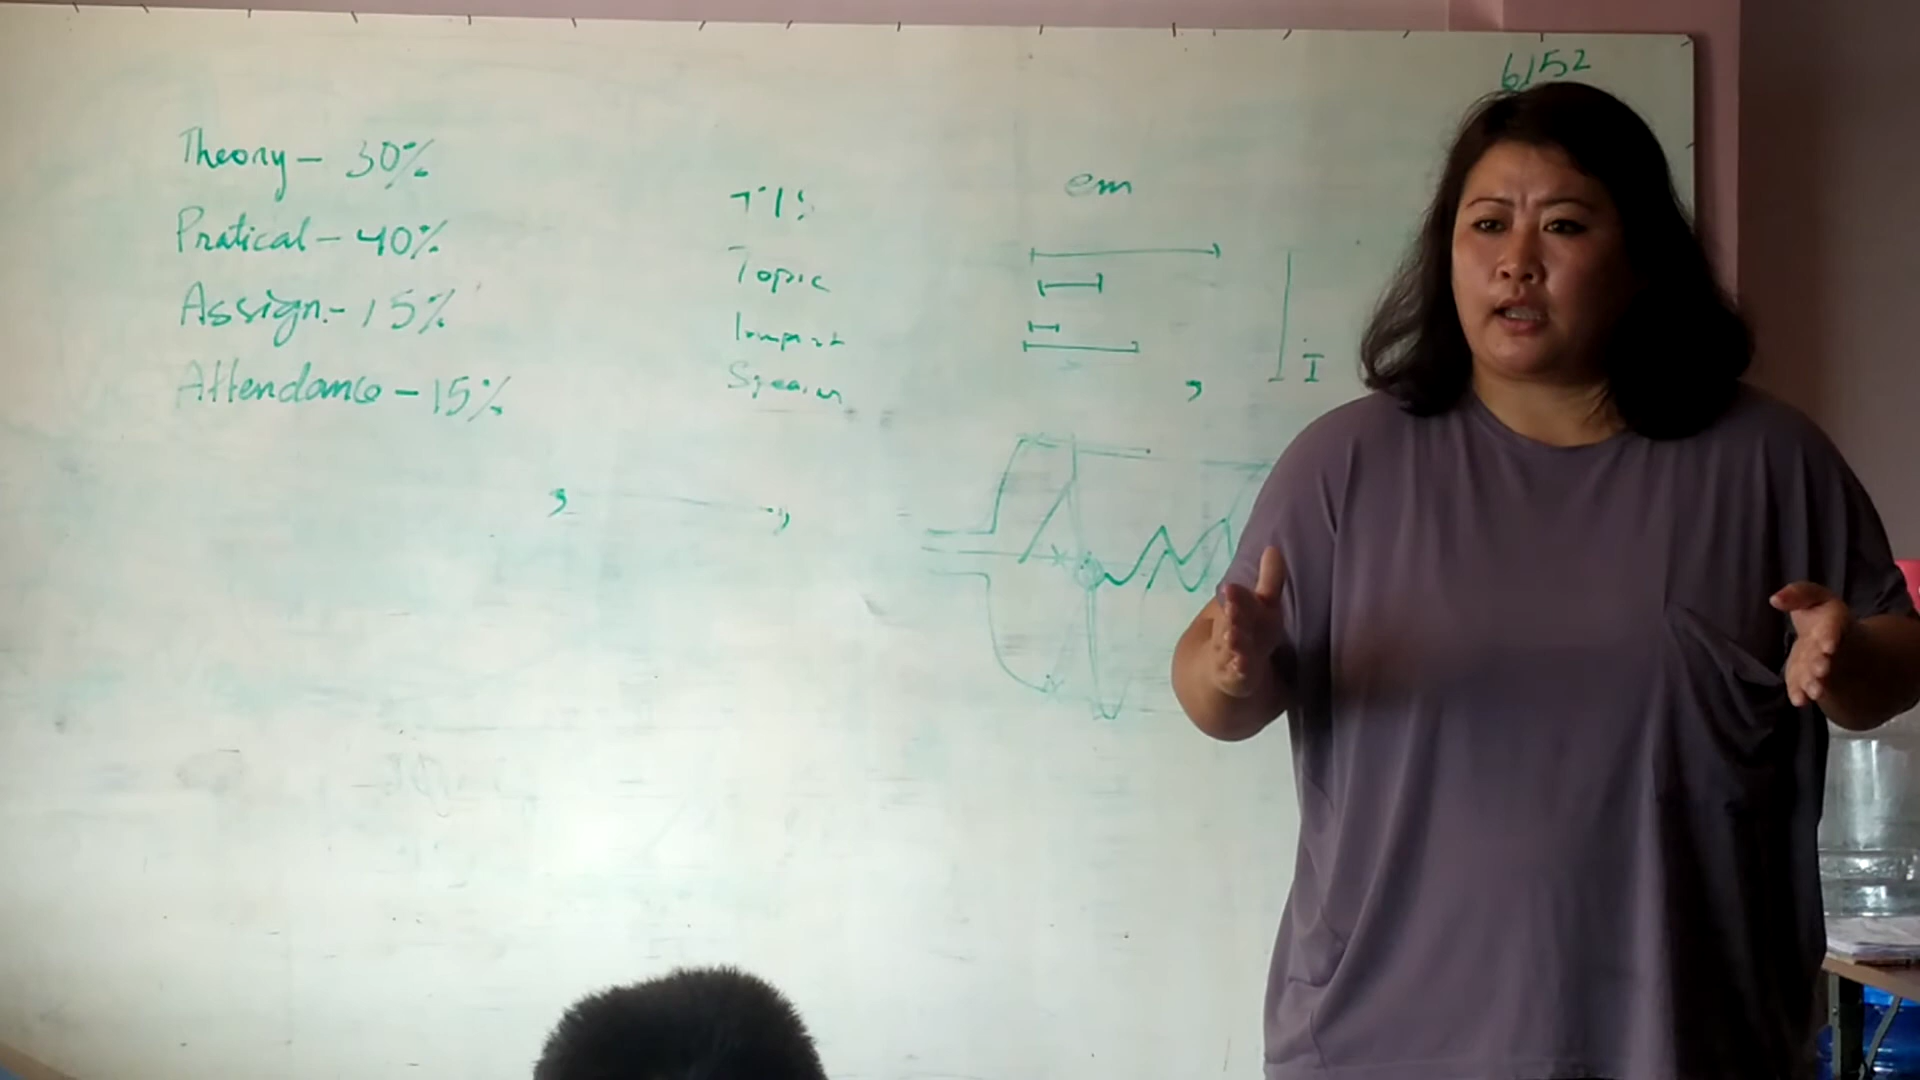 6152
Theory - 30%
Pratical - 40%
Assign. - 15%
Attendance - 15%
Topic
em
I